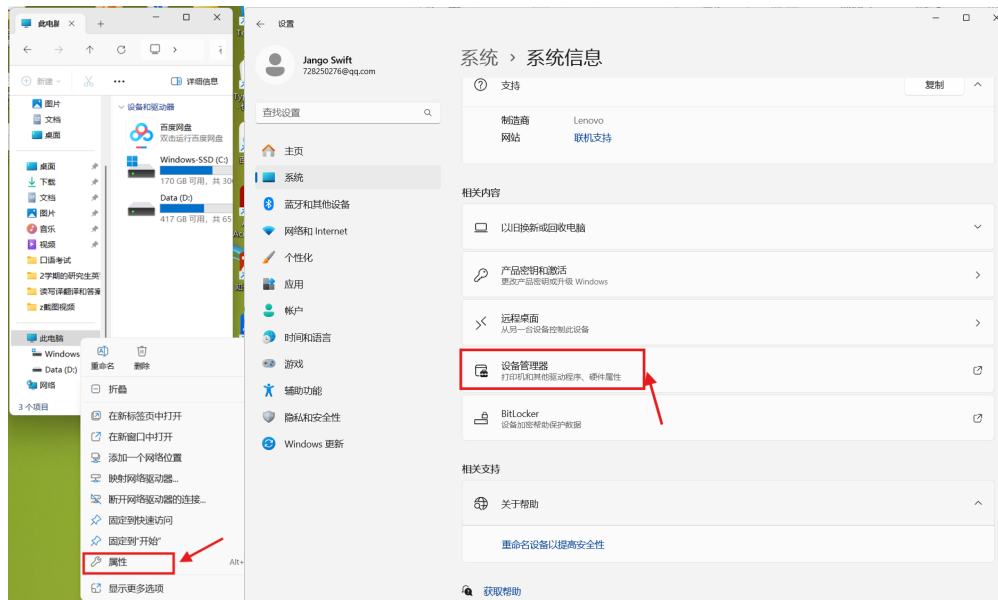 此电脑
新建
详细信息
图片
文档
桌面
桌面
下载
文档
图片
音乐
视频
口语考试
2学期的研究生英
读写译翻译和答案
z截图视频
此电脑
Windows
Data (D:)
网络
3 个项目
设备和驱动器
百度网盘
双击运行百度网盘
Windows-SSD (C:)
170 GB 可用, 共 30
Data (D:)
417 GB 可用, 共 65
重命名
删除
折叠
在新标签页中打开
在新窗口中打开
添加一个网络位置
映射网络驱动器...
断开网络驱动器的连接...
固定到快速访问
固定到"开始"
属性
Alt+
显示更多选项
设置
Jango Swift
728250276@qq.com
查找设置
主页
系统
蓝牙和其他设备
网络和 Internet
个性化
应用
帐户
时间和语言
游戏
辅助功能
隐私和安全性
Windows 更新
系统 › 系统信息
支持
复制
制造商 Lenovo
网站 联机支持
相关内容
以旧换新或回收电脑
产品密钥和激活
更改产品密钥或升级 Windows
远程桌面
从另一台设备控制此设备
设备管理器
打印机和其他驱动程序、硬件属性
BitLocker
设备加密帮助保护数据
相关支持
关于帮助
重命名设备以提高安全性
获取帮助